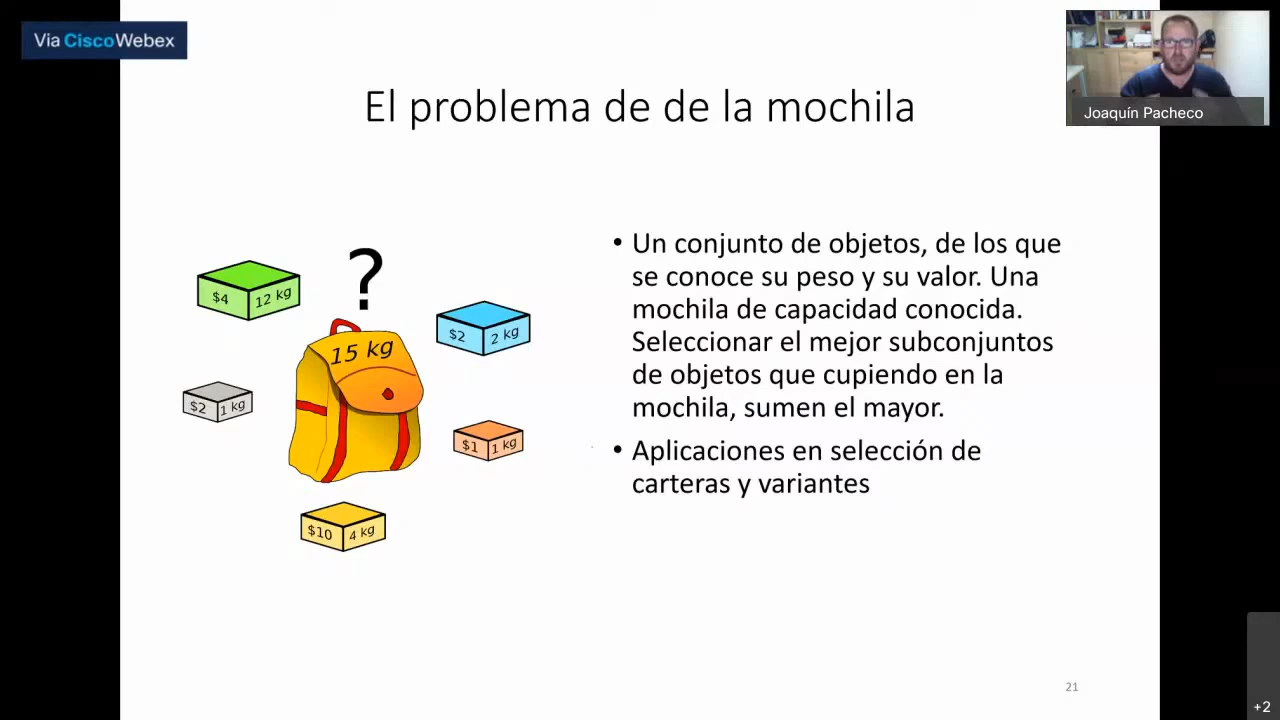 Vía CiscoWebex
Joaquín Pacheco
El problema de de la mochila
?
$4 12 kg
15 kg
$2 2 kg
$2 1 kg
$1 1 kg
$10 4 kg
• Un conjunto de objetos, de los que
se conoce su peso y su valor. Una
mochila de capacidad conocida.
Seleccionar el mejor subconjuntos
de objetos que cupiendo en la
mochila, sumen el mayor.
• Aplicaciones en selección de
carteras y variantes
21
+2